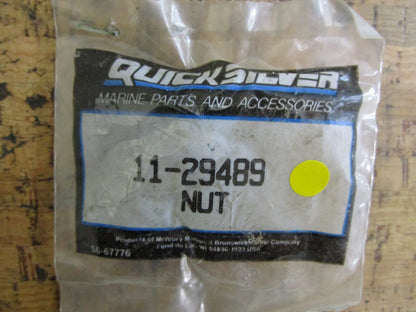 QUICKSILVER
MARINE PARTS AND ACCESSORIES
11-29489
NUT
Products of Mercury Marine, a Brunswick Company
Fond du Lac, WI 54936-1939 USA
56-67776